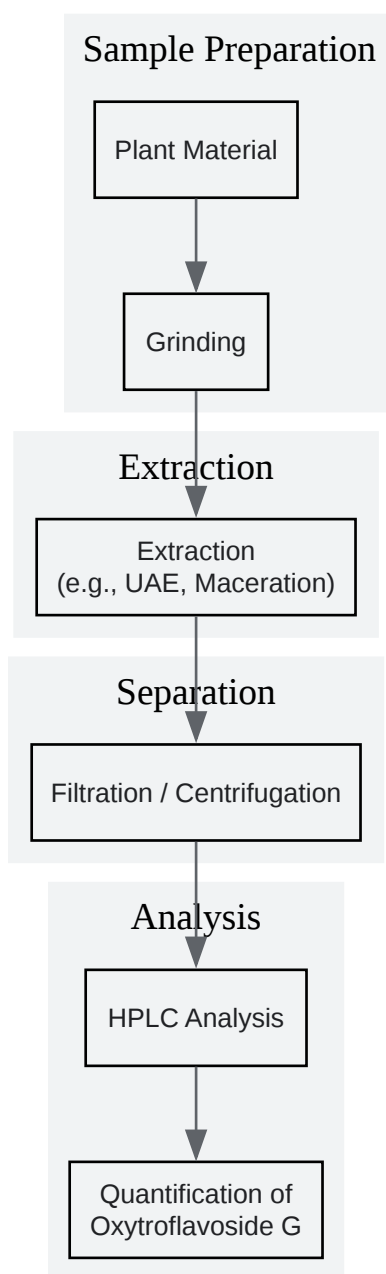 Sample Preparation
Plant Material
Grinding
Extraction
Extraction
(e.g., UAE, Maceration)
Separation
Filtration / Centrifugation
Analysis
HPLC Analysis
Quantification of
Oxytroflavoside G